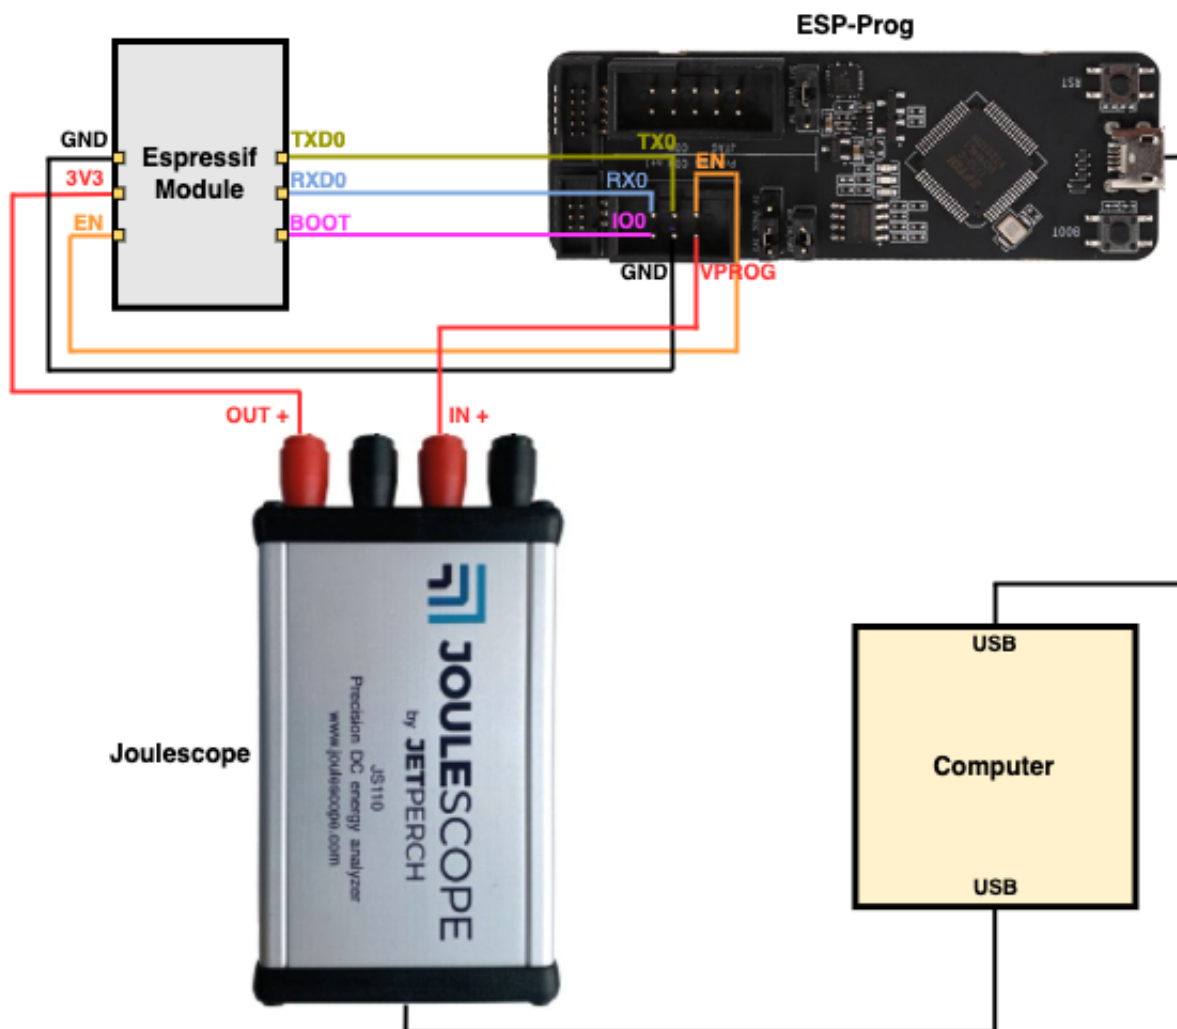 ESP-Prog
GND
3V3
EN
Espressif
Module
TXD0
RXD0
BOOT
TX0
RX0
IO0
EN
GND
VPROG
RST
BOOT
JTAG
OUT +
IN +
JOULESCOPE
by JETPERCH
JS110
Precision DC energy analyzer
www.joulescope.com
Joulescope
USB
Computer
USB